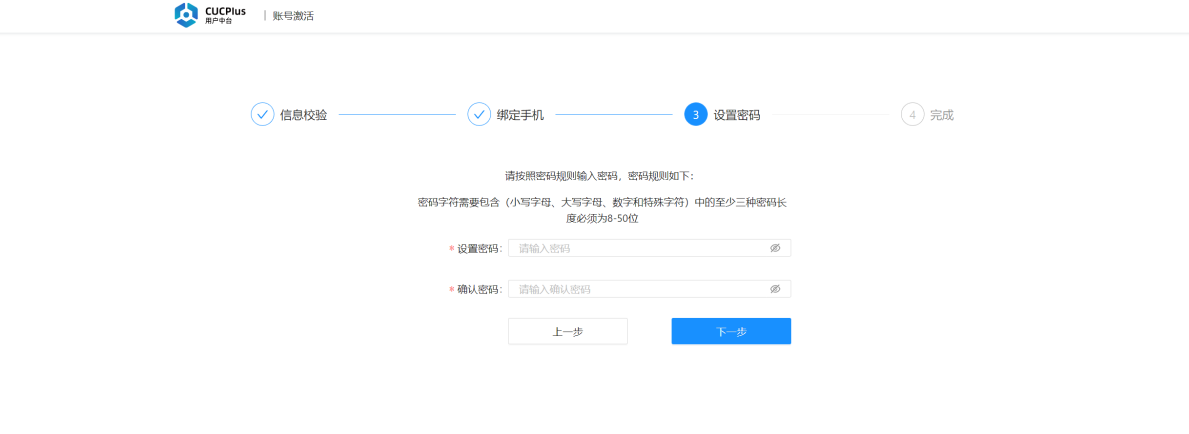 CUCPlus
用户中台
账号激活
信息校验
绑定手机
3 设置密码
4 完成
请按照密码规则输入密码，密码规则如下：
密码字符需要包含（小写字母、大写字母、数字和特殊字符）中的至少三种密码长
度必须为8-50位
* 设置密码： 请输入密码
* 确认密码： 请输入确认密码
上一步 下一步